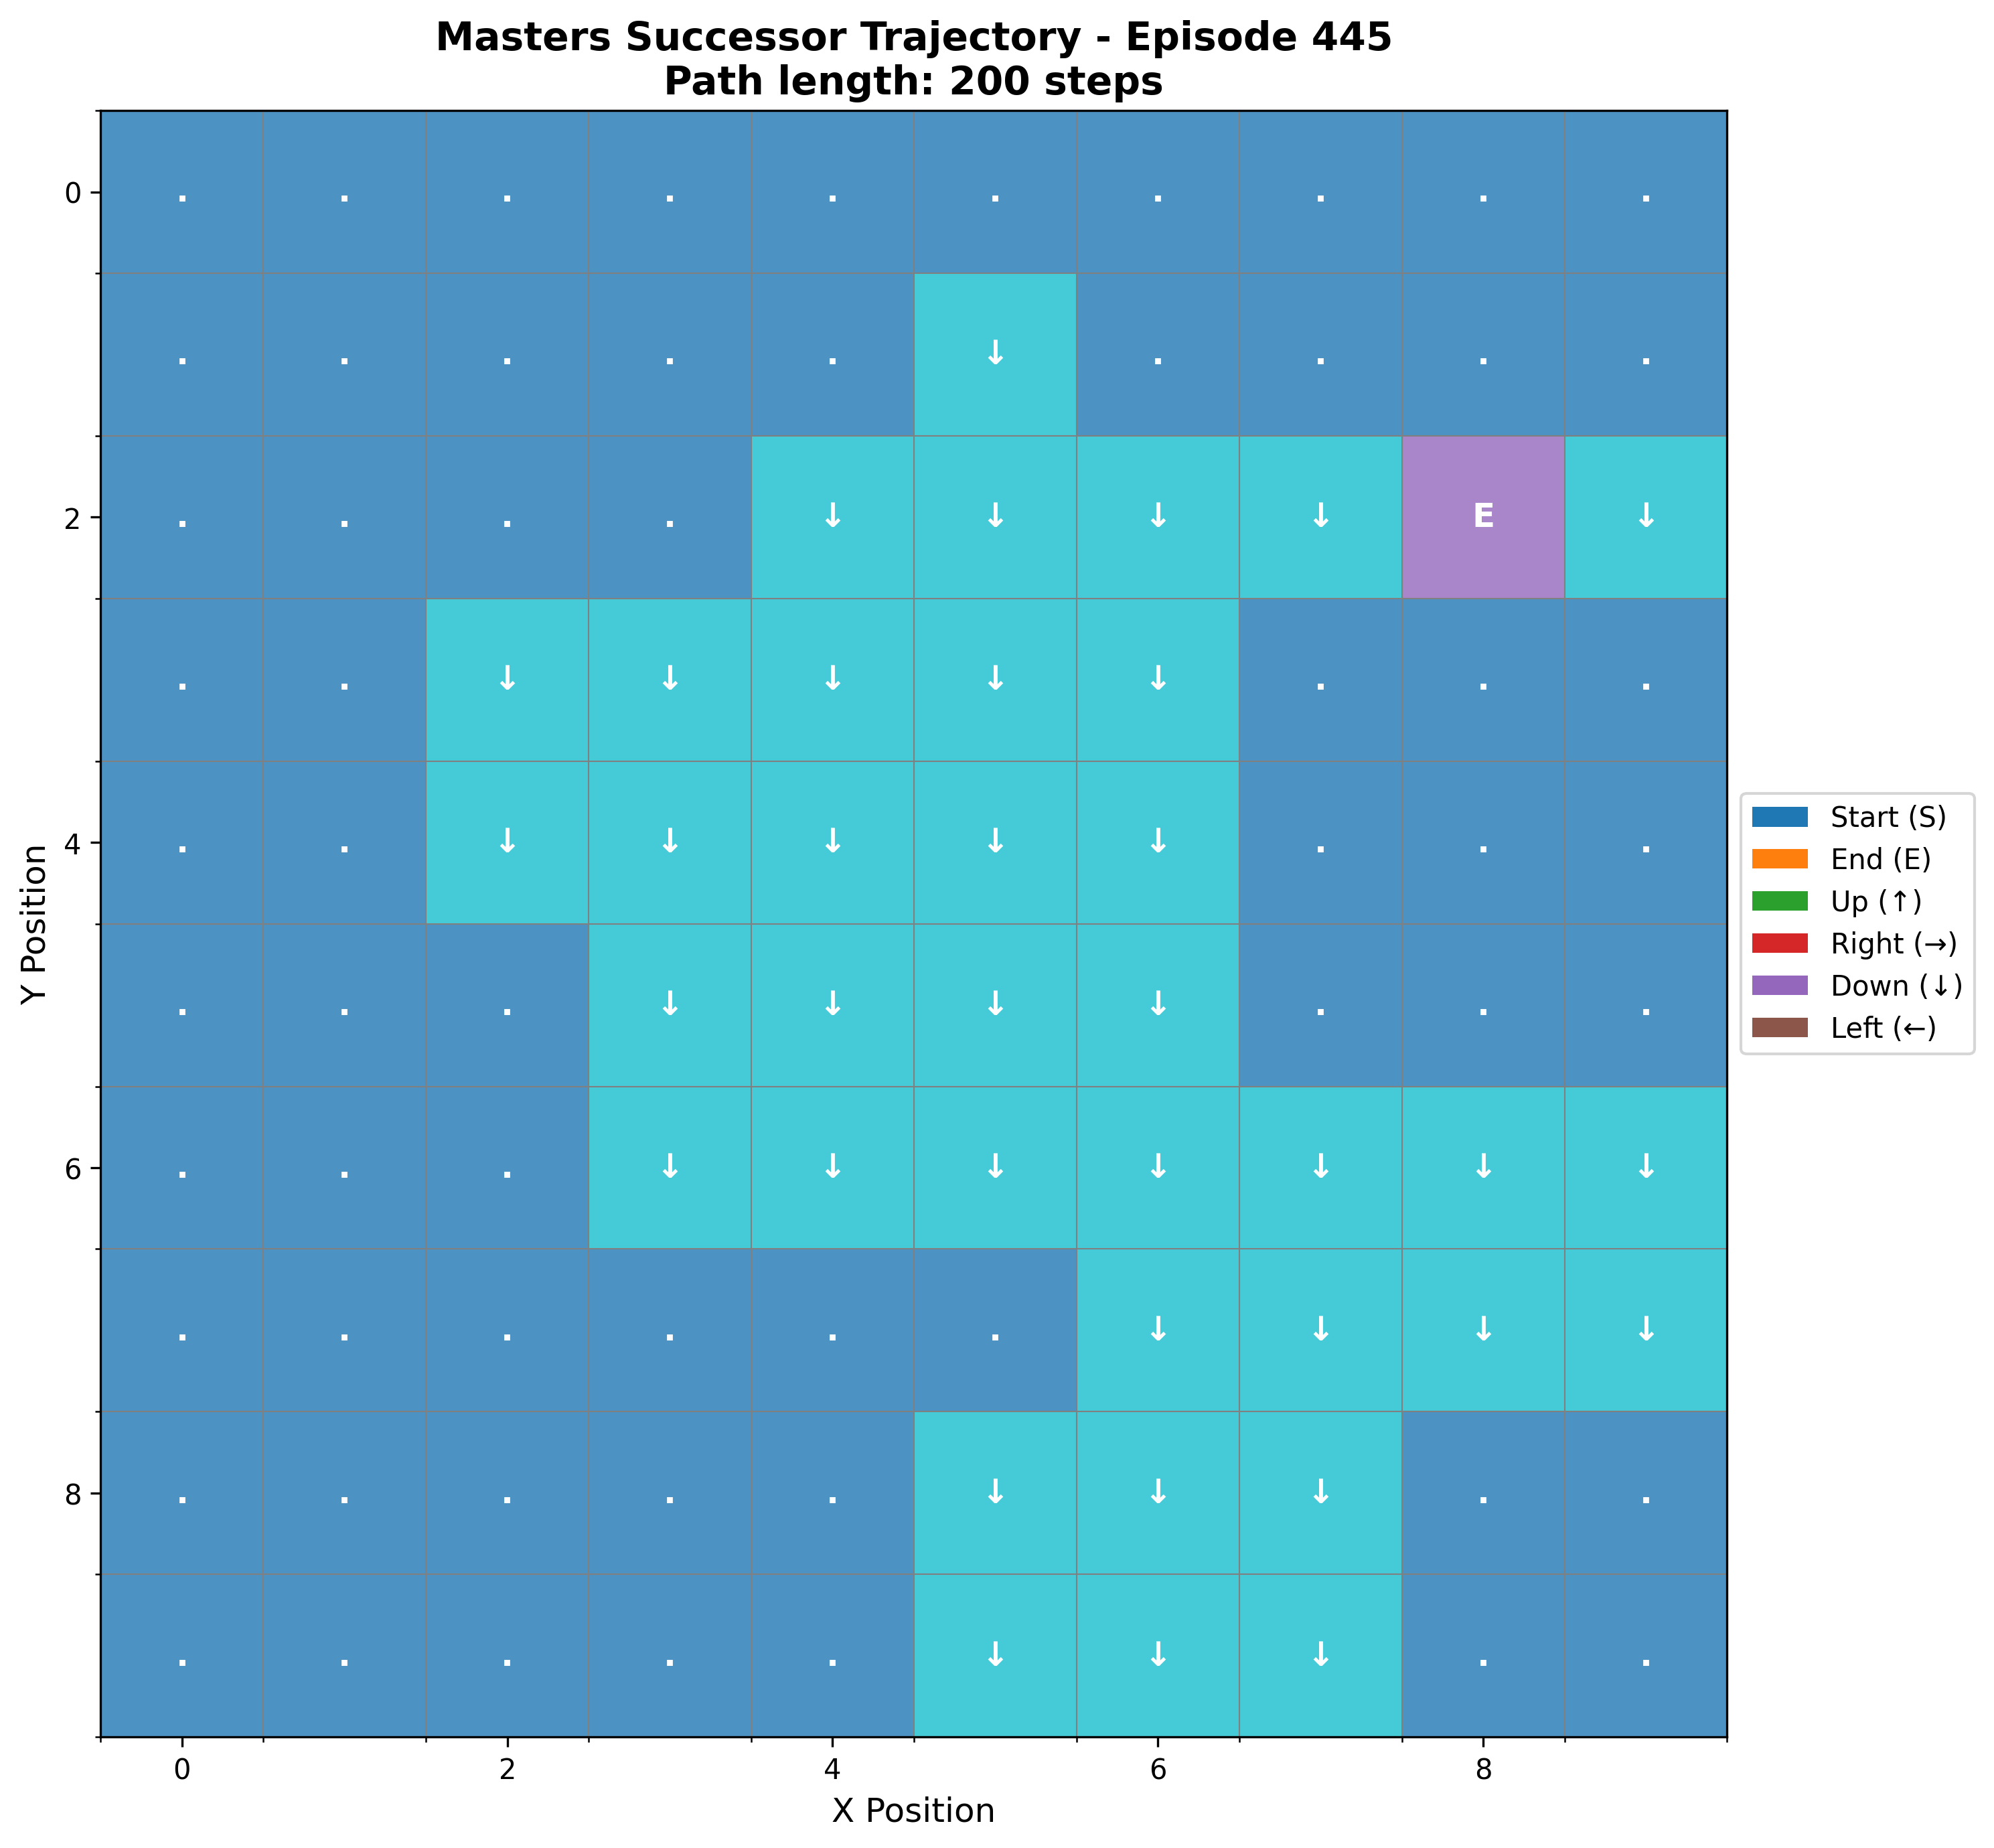 Masters Successor Trajectory - Episode 445
Path length: 200 steps
0 . . . . . . . . . .
. . . . . ↓ . . . .
2 . . . . ↓ ↓ ↓ ↓ E ↓
. . ↓ ↓ ↓ ↓ ↓ . . .
4 . . ↓ ↓ ↓ ↓ ↓ . . .
. . . ↓ ↓ ↓ ↓ . . .
6 . . . ↓ ↓ ↓ ↓ ↓ ↓ ↓
. . . . . . ↓ ↓ ↓ ↓
8 . . . . . ↓ ↓ ↓ . .
. . . . . ↓ ↓ ↓ . .
0 2 4 6 8
X Position
Y Position
Start (S)
End (E)
Up (↑)
Right (→)
Down (↓)
Left (←)